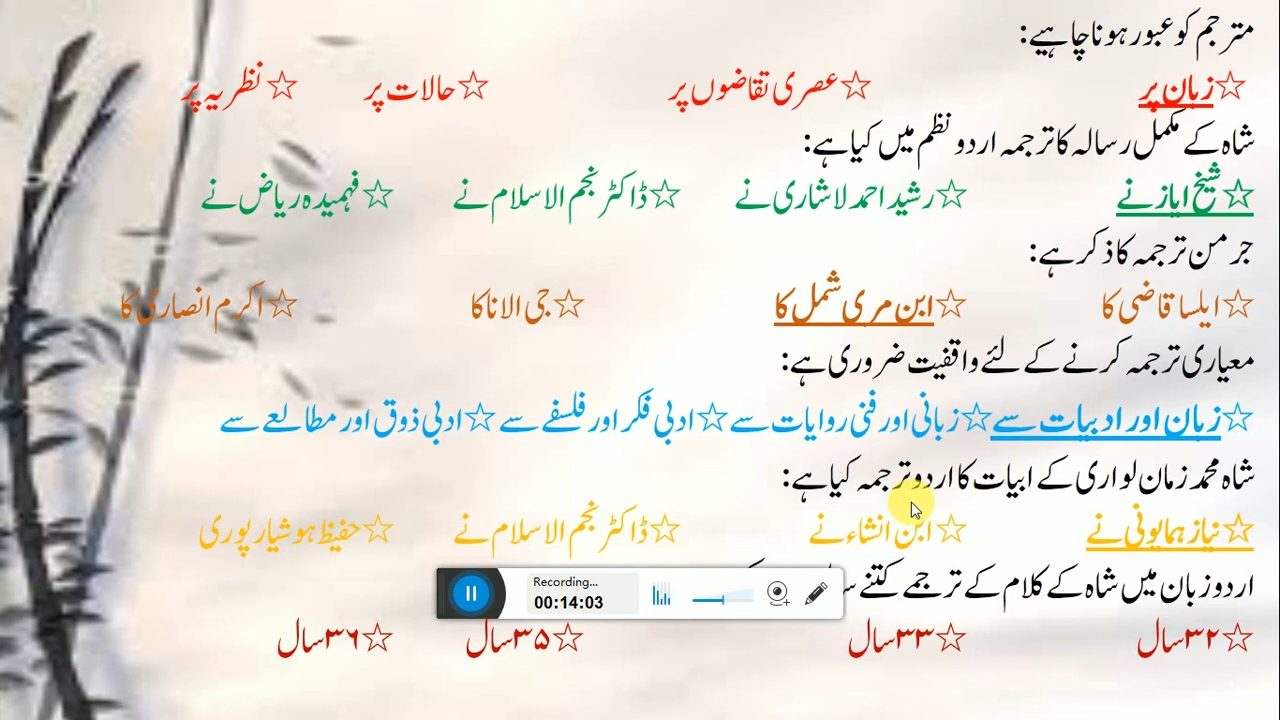 مترجم کو عبور ہونا چاہیے:
☆زبان پر ☆عصری تقاضوں پر ☆حالات پر ☆نظریہ پر
شاہ کے مکمل رسالہ کا ترجمہ اردو نظم میں کیا ہے:
☆شیخ ایاز نے ☆رشید احمد لاشاری نے ☆ڈاکٹر نجم الاسلام نے ☆فہمیدہ ریاض نے
جرمن ترجمہ کا ذکر ہے:
☆ایلسا قاضی کا ☆ابن مری شمل کا ☆جی الانا کا ☆اکرم انصاری کا
معیاری ترجمہ کرنے کے لئے واقفیت ضروری ہے:
☆زبان اور ادبیات سے ☆زبانی اور فنی روایات سے ☆ادبی فکر اور فلسفے سے ☆ادبی ذوق اور مطالعے سے
شاہ محمد زمان لواری کے ابیات کا اردو ترجمہ کیا ہے:
☆نیاز ہمایونی نے ☆ابن انشاء نے ☆ڈاکٹر نجم الاسلام نے ☆حفیظ ہوشیار پوری
اردو زبان میں شاہ کے کلام کے ترجمے کتنے
Recording...
00:14:03
☆۳۲سال ☆۳۳سال ☆۳۵سال ☆۳۶سال